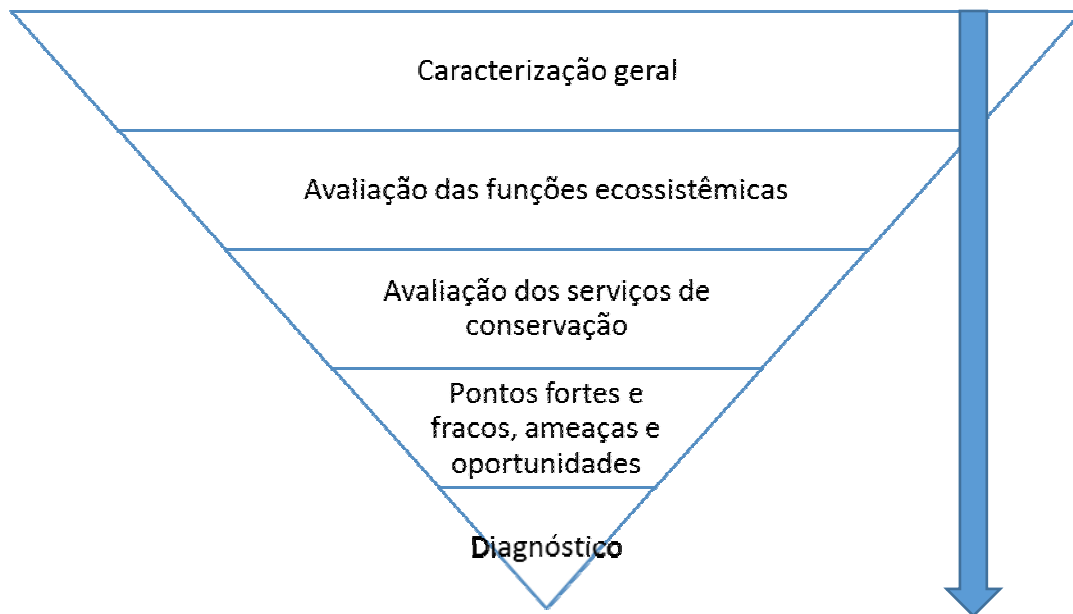 Caracterização geral
Avaliação das funções ecossistêmicas
Avaliação dos serviços de
conservação
Pontos fortes e
fracos, ameaças e
oportunidades
Diagnóstico